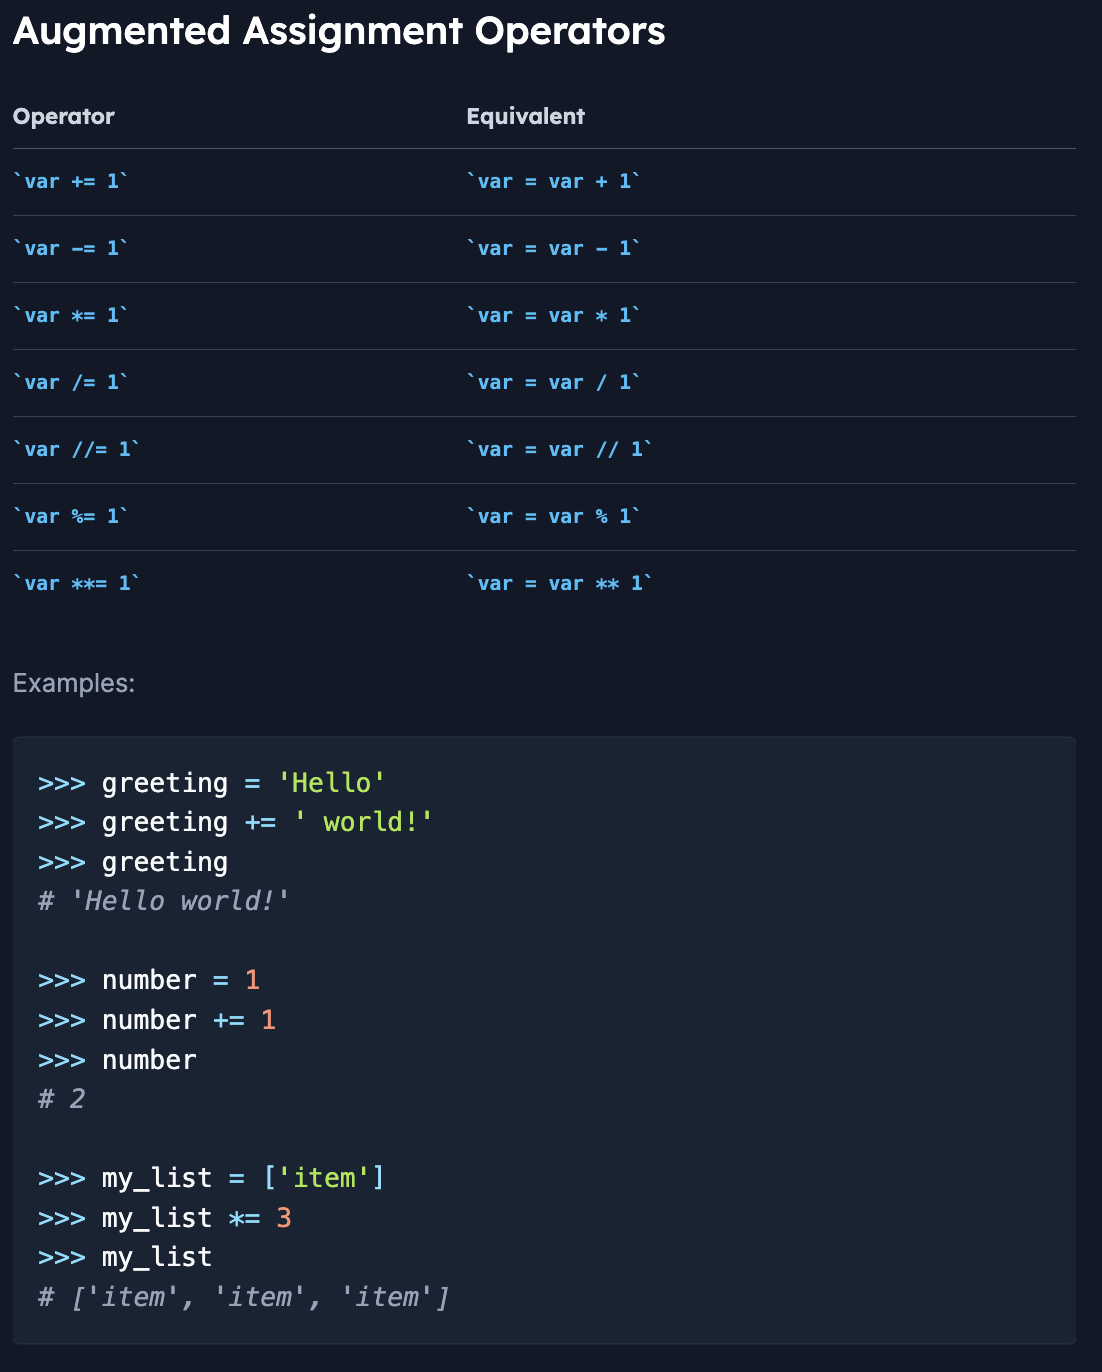 Augmented Assignment Operators
Operator Equivalent
`var += 1` `var = var + 1`
`var -= 1` `var = var - 1`
`var *= 1` `var = var * 1`
`var /= 1` `var = var / 1`
`var //= 1` `var = var // 1`
`var %= 1` `var = var % 1`
`var **= 1` `var = var ** 1`
Examples:
>>> greeting = 'Hello'
>>> greeting += ' world!'
>>> greeting
# 'Hello world!'
>>> number = 1
>>> number += 1
>>> number
# 2
>>> my_list = ['item']
>>> my_list *= 3
>>> my_list
# ['item', 'item', 'item']